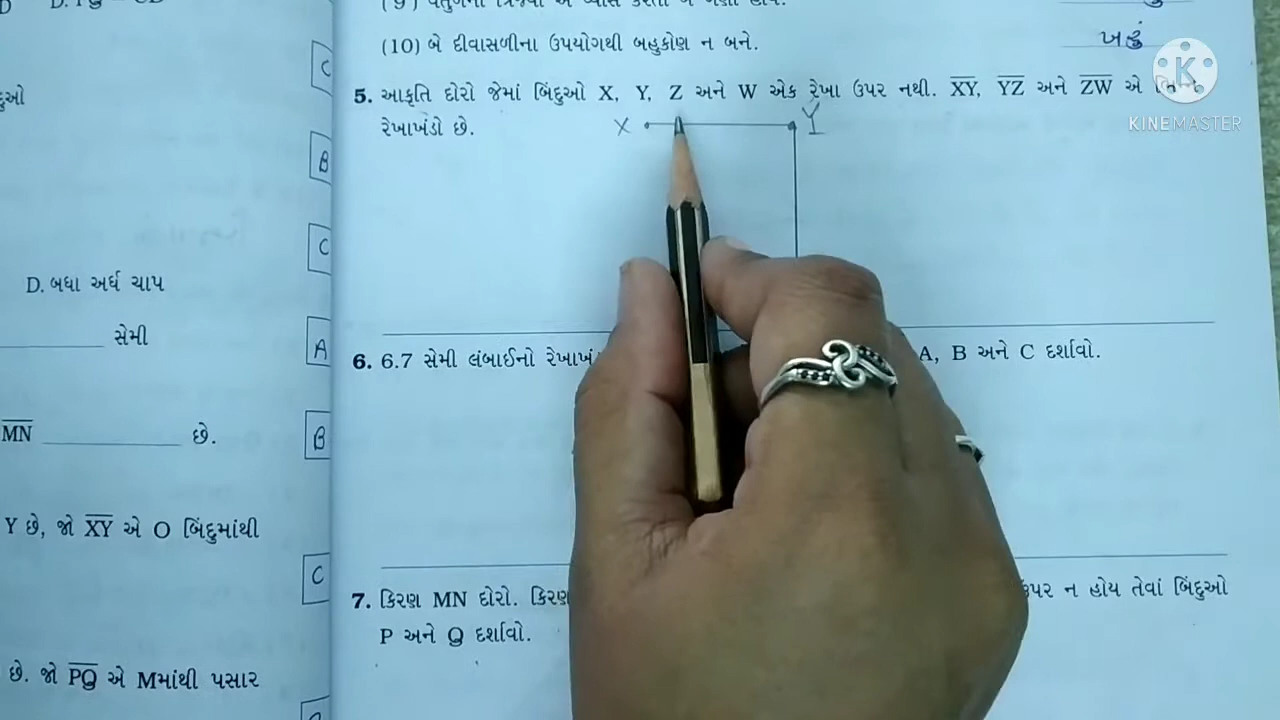 (10) બે દીવાસળીના ઉપયોગથી બહુકોણ ન બને.
ખરું
5. આકૃતિ દોરો જેમાં બિંદુઓ X, Y, Z અને W એક રેખા ઉપર નથી. XY, YZ અને ZW એ
રેખાખંડો છે.
X
Y
6. 6.7 સેમી લંબાઈનો
A, B અને C દર્શાવો.
7. કિરણ MN દોરો. કિરણ
ઉપર ન હોય તેવાં બિંદુઓ
P અને Q દર્શાવો.
C
B
C
D. બધા અર્ધ ચાપ
સેમી
A
MN ____________ છે.
B
Y છે, જો XY એ O બિંદુમાંથી
C
છે. જો PQ એ Mમાંથી પસાર
KINEMASTER